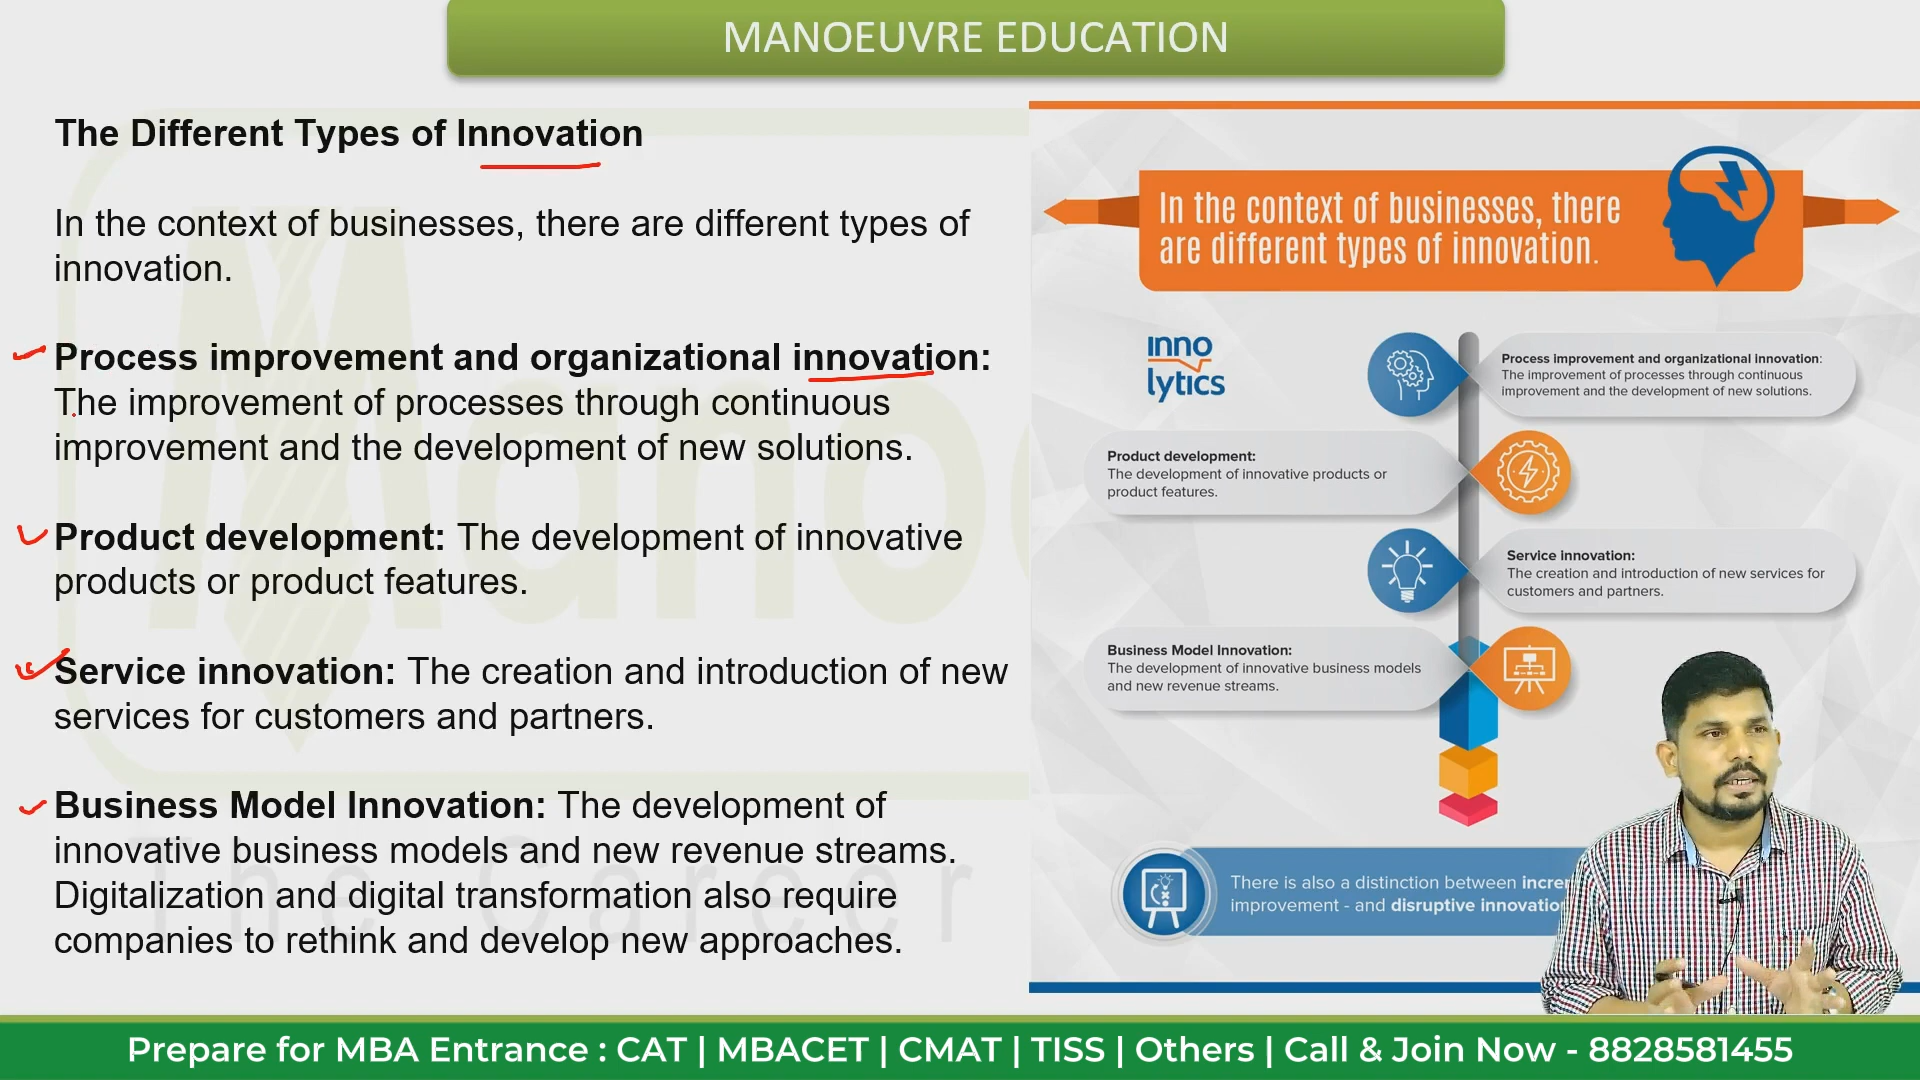 MANOEUVRE EDUCATION
The Different Types of Innovation
In the context of businesses, there are different types of
innovation.
Process improvement and organizational innovation:
The improvement of processes through continuous
improvement and the development of new solutions.
Product development: The development of innovative
products or product features.
Service innovation: The creation and introduction of new
services for customers and partners.
Business Model Innovation: The development of
innovative business models and new revenue streams.
Digitalization and digital transformation also require
companies to rethink and develop new approaches.
In the context of businesses, there
are different types of innovation.
inno
lytics
Process improvement and organizational innovation:
The improvement of processes through continuous
improvement and the development of new solutions.
Product development:
The development of innovative products or
product features.
Service innovation:
The creation and introduction of new services for
customers and partners.
Business Model Innovation:
The development of innovative business models
and new revenue streams.
There is also a distinction between
improvement - and disruptive
The Career
Prepare for MBA Entrance : CAT | MBACET | CMAT | TISS | Others | Call & Join Now - 8828581455